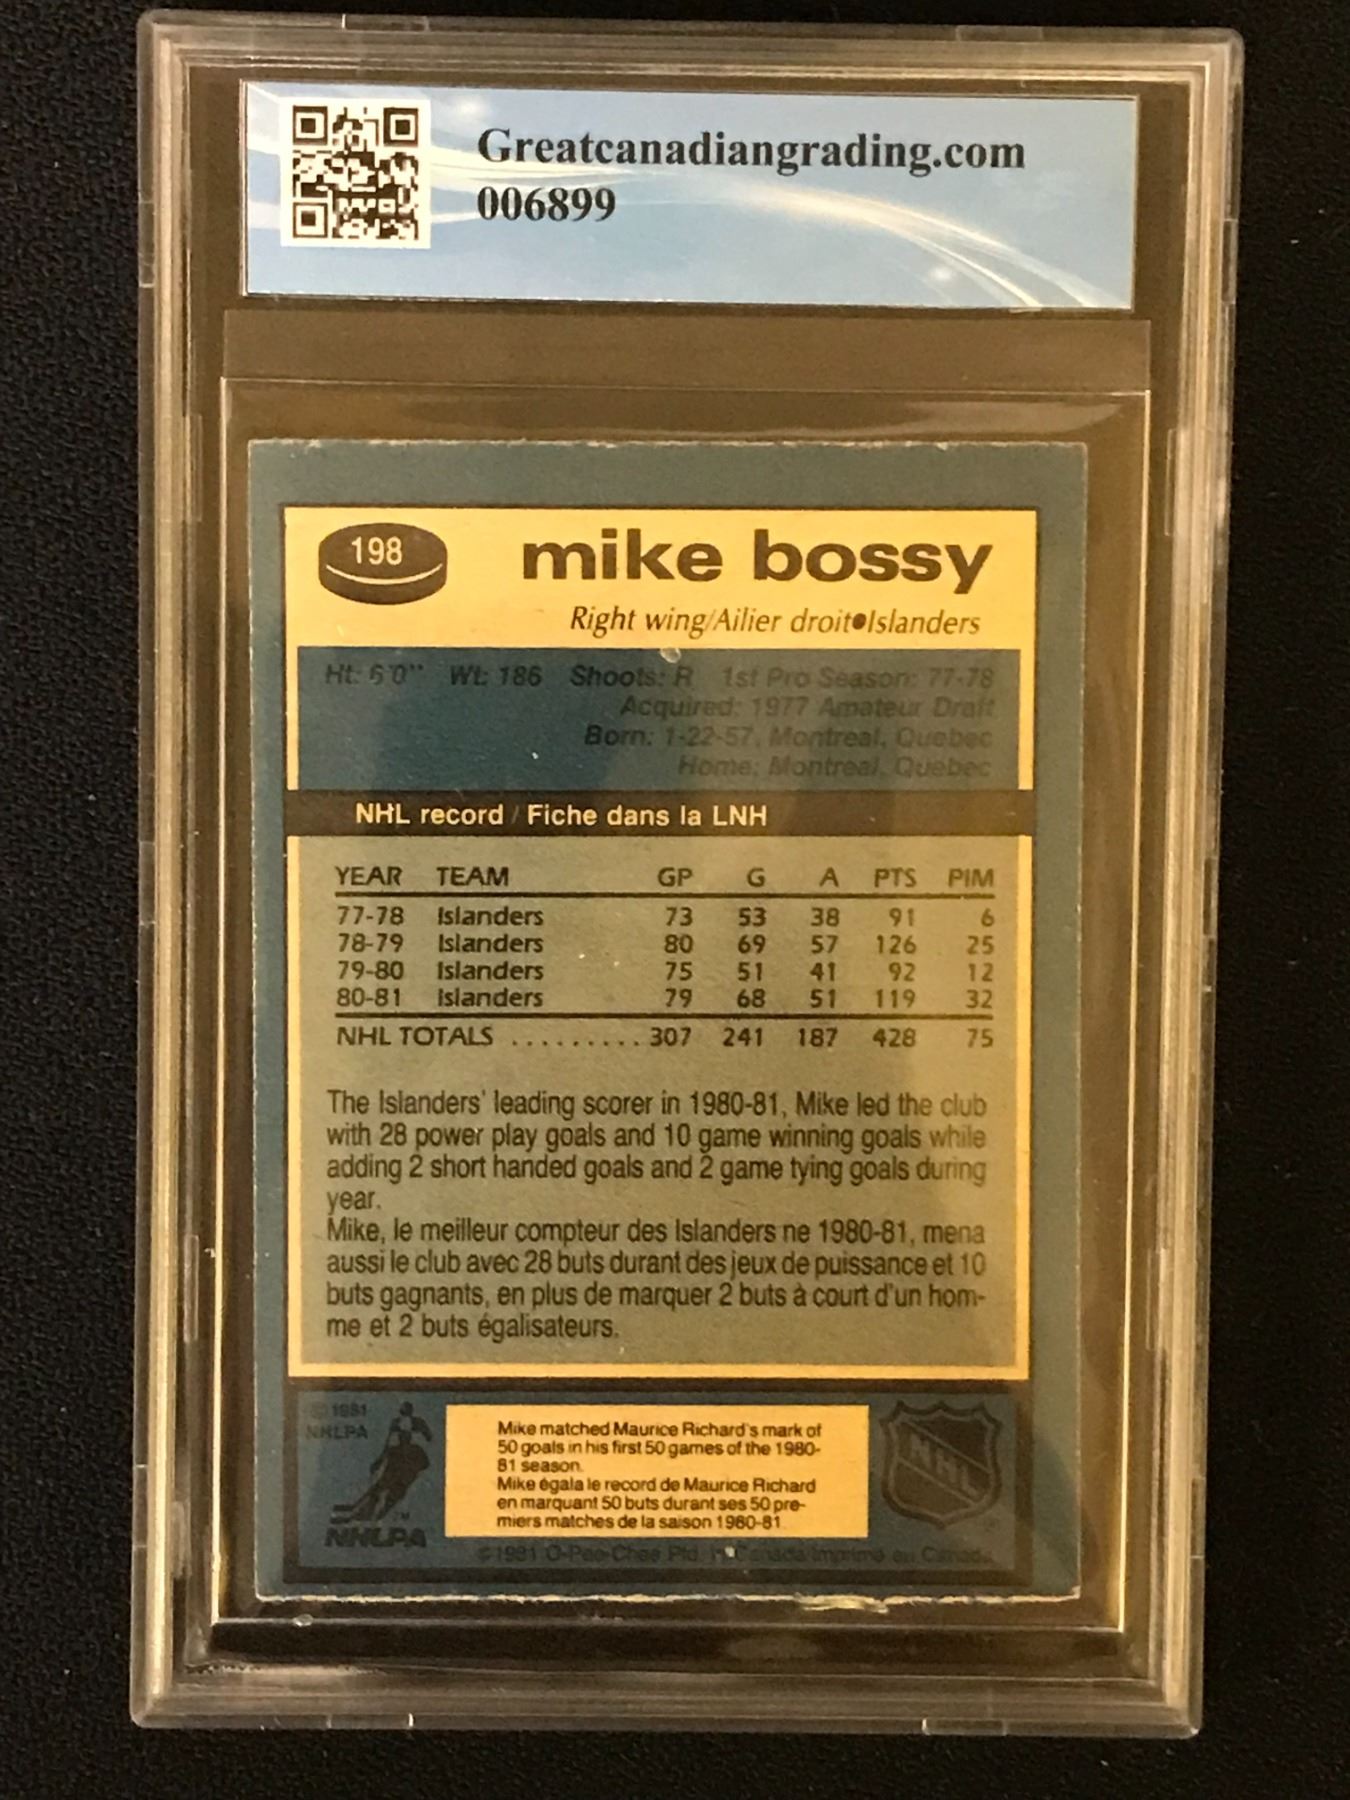 Greatcanadiangrading.com
006899
198
mike bossy
Right wing/Ailier droit•Islanders
Ht: 6'0" Wt: 186 Shoots: R 1st Pro Season: 77-78
Acquired: 1977 Amateur Draft
Born: 1-22-57, Montreal, Quebec
Home: Montreal, Quebec
NHL record / Fiche dans la LNH
YEAR TEAM GP G A PTS PIM
77-78 Islanders 73 53 38 91 6
78-79 Islanders 80 69 57 126 25
79-80 Islanders 75 51 41 92 12
80-81 Islanders 79 68 51 119 32
NHL TOTALS ......... 307 241 187 428 75
The Islanders' leading scorer in 1980-81, Mike led the club
with 28 power play goals and 10 game winning goals while
adding 2 short handed goals and 2 game tying goals during
year.
Mike, le meilleur compteur des Islanders ne 1980-81, mena
aussi le club avec 28 buts durant des jeux de puissance et 10
buts gagnants, en plus de marquer 2 buts à court d'un hom-
me et 2 buts égalisateurs.
© 1981
NHLPA
NHLPA
Mike matched Maurice Richard's mark of
50 goals in his first 50 games of the 1980-
81 season.
Mike égala le record de Maurice Richard
en marquant 50 buts durant ses 50 pre-
miers matches de la saison 1980-81
NHL
© 1981 O-Pee-Chee Ptd. in Canada/Imprimé en Canada